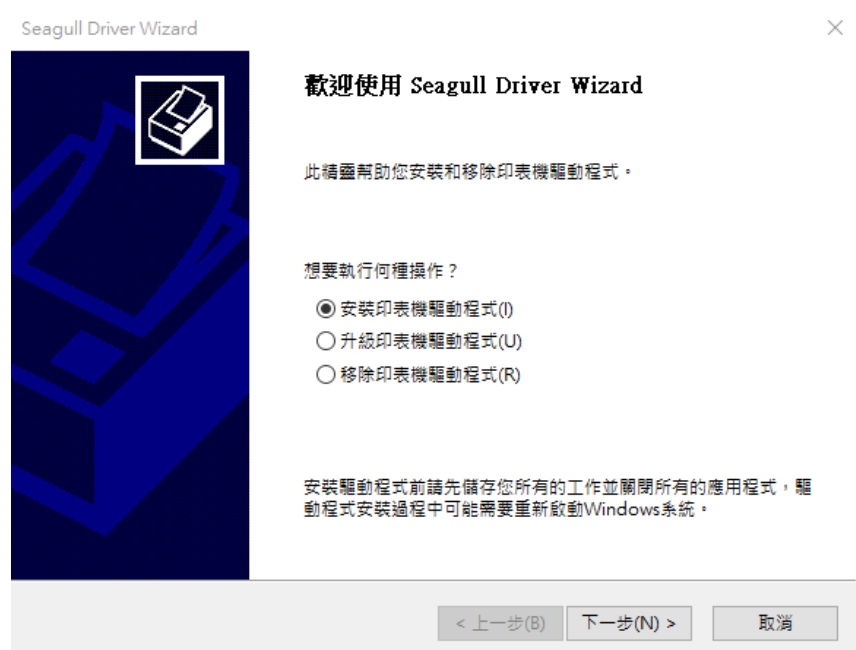 Seagull Driver Wizard
歡迎使用 Seagull Driver Wizard
此精靈幫助您安裝和移除印表機驅動程式。
想要執行何種操作？
安裝印表機驅動程式(I)
升級印表機驅動程式(U)
移除印表機驅動程式(R)
安裝驅動程式前請先儲存您所有的工作並關閉所有的應用程式，驅
動程式安裝過程中可能需要重新啟動Windows系統。
< 上一步(B)
下一步(N) >
取消